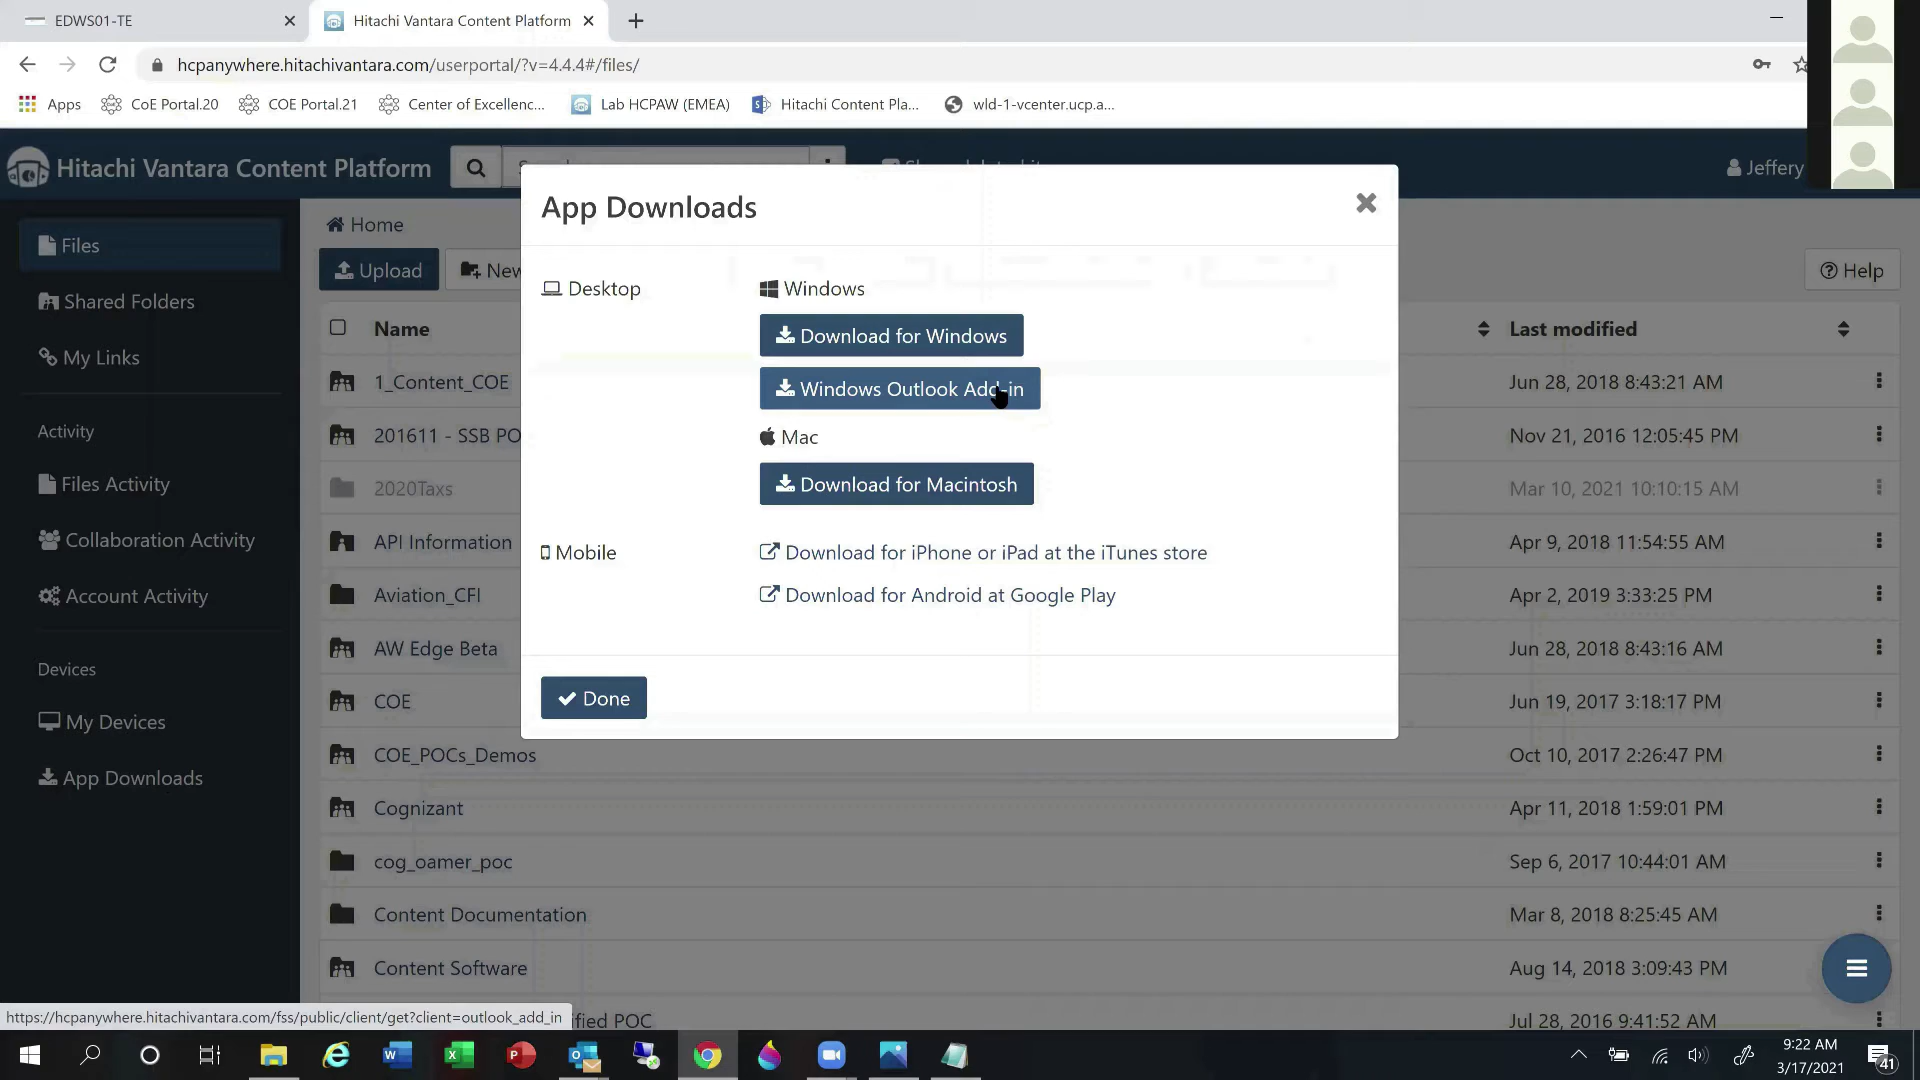 EDWS01-TE
Hitachi Vantara Content Platform
hcpanywhere.hitachivantara.com/userportal/?v=4.4.4#/files/
Apps CoE Portal.20 COE Portal.21 Center of Excellenc... Lab HCPAW (EMEA) Hitachi Content Pla... wld-1-vcenter.ucp.a...
Hitachi Vantara Content Platform
Jeffery
Files
Shared Folders
My Links
Activity
Files Activity
Collaboration Activity
Account Activity
Devices
My Devices
App Downloads
Home
Upload New
Help
Name Last modified
1_Content_COE Jun 28, 2018 8:43:21 AM
201611 - SSB PO Nov 21, 2016 12:05:45 PM
2020Taxs Mar 10, 2021 10:10:15 AM
API Information Apr 9, 2018 11:54:55 AM
Aviation_CFI Apr 2, 2019 3:33:25 PM
AW Edge Beta Jun 28, 2018 8:43:16 AM
COE Jun 19, 2017 3:18:17 PM
COE_POCs_Demos Oct 10, 2017 2:26:47 PM
Cognizant Apr 11, 2018 1:59:01 PM
cog_oamer_poc Sep 6, 2017 10:44:01 AM
Content Documentation Mar 8, 2018 8:25:45 AM
Content Software Aug 14, 2018 3:09:43 PM
ified POC Jul 28, 2016 9:41:52 AM
App Downloads
Desktop
Windows
Download for Windows
Windows Outlook Add-in
Mac
Download for Macintosh
Mobile
Download for iPhone or iPad at the iTunes store
Download for Android at Google Play
Done
https://hcpanywhere.hitachivantara.com/fss/public/client/get?client=outlook_add_in
9:22 AM
3/17/2021
41